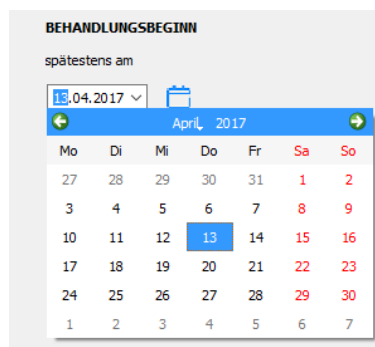 BEHANDLUNGSBEGINN
spätestens am
13.04.2017
April, 2017
Mo Di Mi Do Fr Sa So
27 28 29 30 31 1 2
3 4 5 6 7 8 9
10 11 12 13 14 15 16
17 18 19 20 21 22 23
24 25 26 27 28 29 30
1 2 3 4 5 6 7